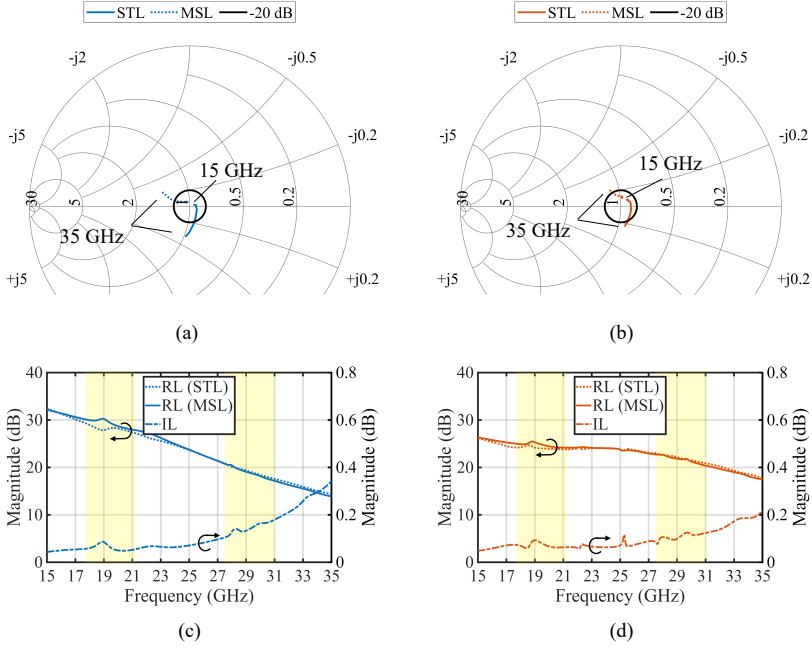 STL MSL -20 dB
STL MSL -20 dB
-j2 -j0.5
-j5 -j0.2
15 GHz
30 5 2 1 0.5 0.2
35 GHz
+j5 +j0.2
(a)
-j2 -j0.5
-j5 -j0.2
15 GHz
30 5 2 1 0.5 0.2
35 GHz
+j5 +j0.2
(b)
40 0.8
RL (STL)
RL (MSL)
IL
30 0.6
20 0.4
10 0.2
0 0
Magnitude (dB)
Magnitude (dB)
15 17 19 21 23 25 27 29 31 33 35
Frequency (GHz)
(c)
40 0.8
RL (STL)
RL (MSL)
IL
30 0.6
20 0.4
10 0.2
0 0
Magnitude (dB)
Magnitude (dB)
15 17 19 21 23 25 27 29 31 33 35
Frequency (GHz)
(d)